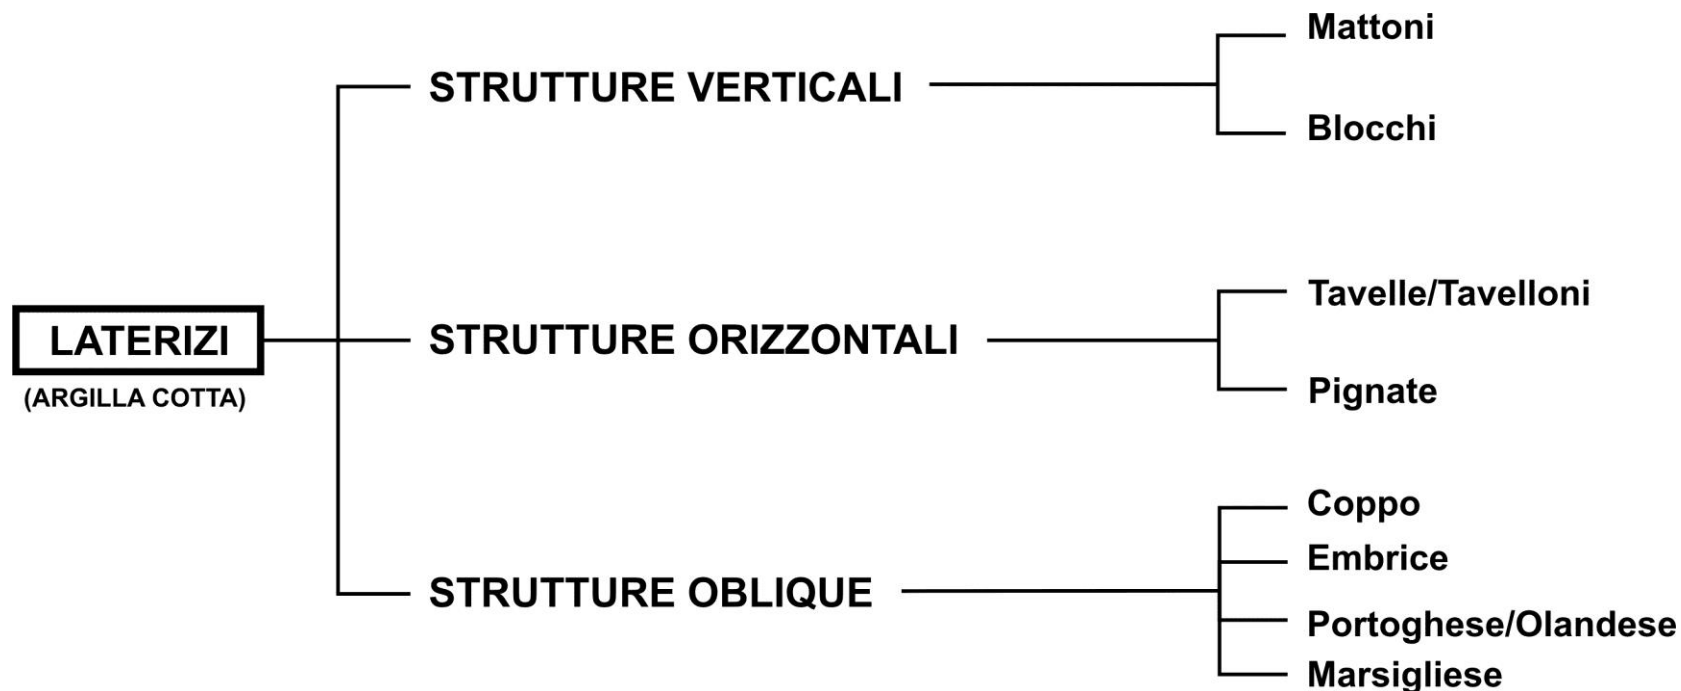 Mattoni
STRUTTURE VERTICALI
Blocchi
Tavelle/Tavelloni
LATERIZI
STRUTTURE ORIZZONTALI
(ARGILLA COTTA)
Pignate
Coppo
Embrice
STRUTTURE OBLIQUE
Portoghese/Olandese
Marsigliese